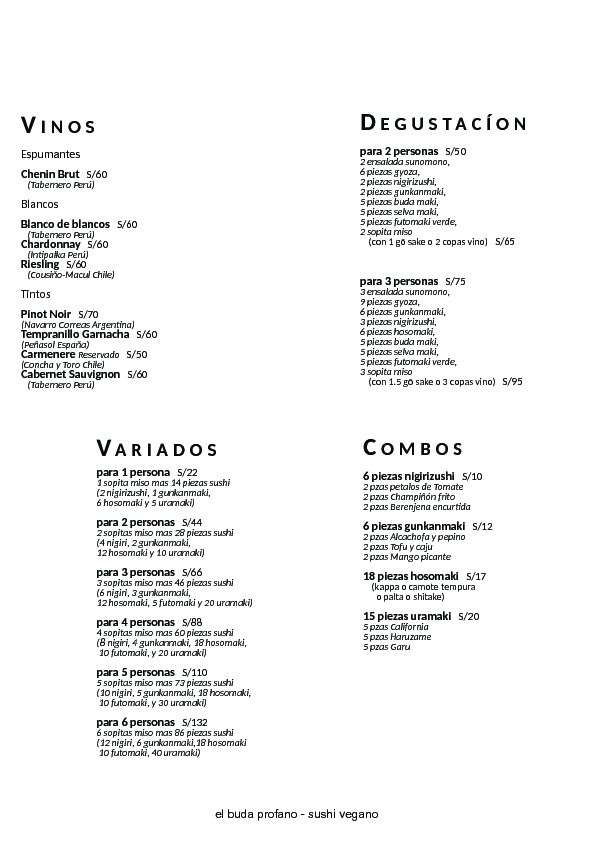 VINOS
Espumantes
Chenin Brut S/60
(Tabernero Perú)
Blancos
Blanco de blancos S/60
(Tabernero Perú)
Chardonnay S/60
(Intipalka Perú)
Riesling S/60
(Cousiño-Macul Chile)
Tintos
Pinot Noir S/70
(Navarro Correas Argentina)
Tempranillo Garnacha S/60
(Peñasol España)
Carmenere Reservado S/50
(Concha y Toro Chile)
Cabernet Sauvignon S/60
(Tabernero Perú)
DEGUSTACÍON
para 2 personas S/50
2 ensalada sunomono,
6 piezas gyoza,
2 piezas nigirizushi,
2 piezas gunkanmaki,
5 piezas buda maki,
5 piezas selva maki,
5 piezas futomaki verde,
2 sopita miso
(con 1 gō sake o 2 copas vino) S/65
para 3 personas S/75
3 ensalada sunomono,
9 piezas gyoza,
6 piezas gunkanmaki,
3 piezas nigirizushi,
6 piezas hosomaki,
5 piezas buda maki,
5 piezas selva maki,
5 piezas futomaki verde,
3 sopita miso
(con 1.5 gō sake o 3 copas vino) S/95
VARIADOS
para 1 persona S/22
1 sopita miso mas 14 piezas sushi
(2 nigirizushi, 1 gunkanmaki,
6 hosomaki y 5 uramaki)
para 2 personas S/44
2 sopitas miso mas 28 piezas sushi
(4 nigiri, 2 gunkanmaki,
12 hosomaki y 10 uramaki)
para 3 personas S/66
3 sopitas miso mas 46 piezas sushi
(6 nigiri, 3 gunkanmaki,
12 hosomaki, 5 futomaki y 20 uramaki)
para 4 personas S/88
4 sopitas miso mas 60 piezas sushi
(8 nigiri, 4 gunkanmaki, 18 hosomaki,
10 futomaki, y 20 uramaki)
para 5 personas S/110
5 sopitas miso mas 73 piezas sushi
(10 nigiri, 5 gunkanmaki, 18 hosomaki,
10 futomaki, y 30 uramaki)
para 6 personas S/132
6 sopitas miso mas 86 piezas sushi
(12 nigiri, 6 gunkanmaki,18 hosomaki
10 futomaki, 40 uramaki)
COMBOS
6 piezas nigirizushi S/10
2 pzas petalos de Tomate
2 pzas Champiñón frito
2 pzas Berenjena encurtida
6 piezas gunkanmaki S/12
2 pzas Alcachofa y pepino
2 pzas Tofu y caju
2 pzas Mango picante
18 piezas hosomaki S/17
(kappa o camote tempura
o palta o shitake)
15 piezas uramaki S/20
5 pzas California
5 pzas Haruzame
5 pzas Garu
el buda profano - sushi vegano